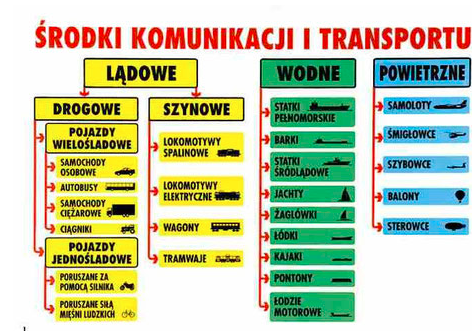 ŚRODKI KOMUNIKACJI I TRANSPORTU
LĄDOWE
DROGOWE
POJAZDY
WIELOŚLADOWE
SAMOCHODY
OSOBOWE
AUTOBUSY
SAMOCHODY
CIĘŻAROWE
CIĄGNIKI
POJAZDY
JEDNOŚLADOWE
PORUSZANE ZA
POMOCĄ SILNIKA
PORUSZANE SIŁĄ
MIĘŚNI LUDZKICH
SZYNOWE
LOKOMOTYWY
SPALINOWE
LOKOMOTYWY
ELEKTRYCZNE
WAGONY
TRAMWAJE
WODNE
STATKI
PEŁNOMORSKIE
BARKI
STATKI
ŚRÓDLĄDOWE
JACHTY
ŻAGLÓWKI
ŁÓDKI
KAJAKI
PONTONY
ŁODZIE
MOTOROWE
POWIETRZNE
SAMOLOTY
ŚMIGŁOWCE
SZYBOWCE
BALONY
STEROWCE